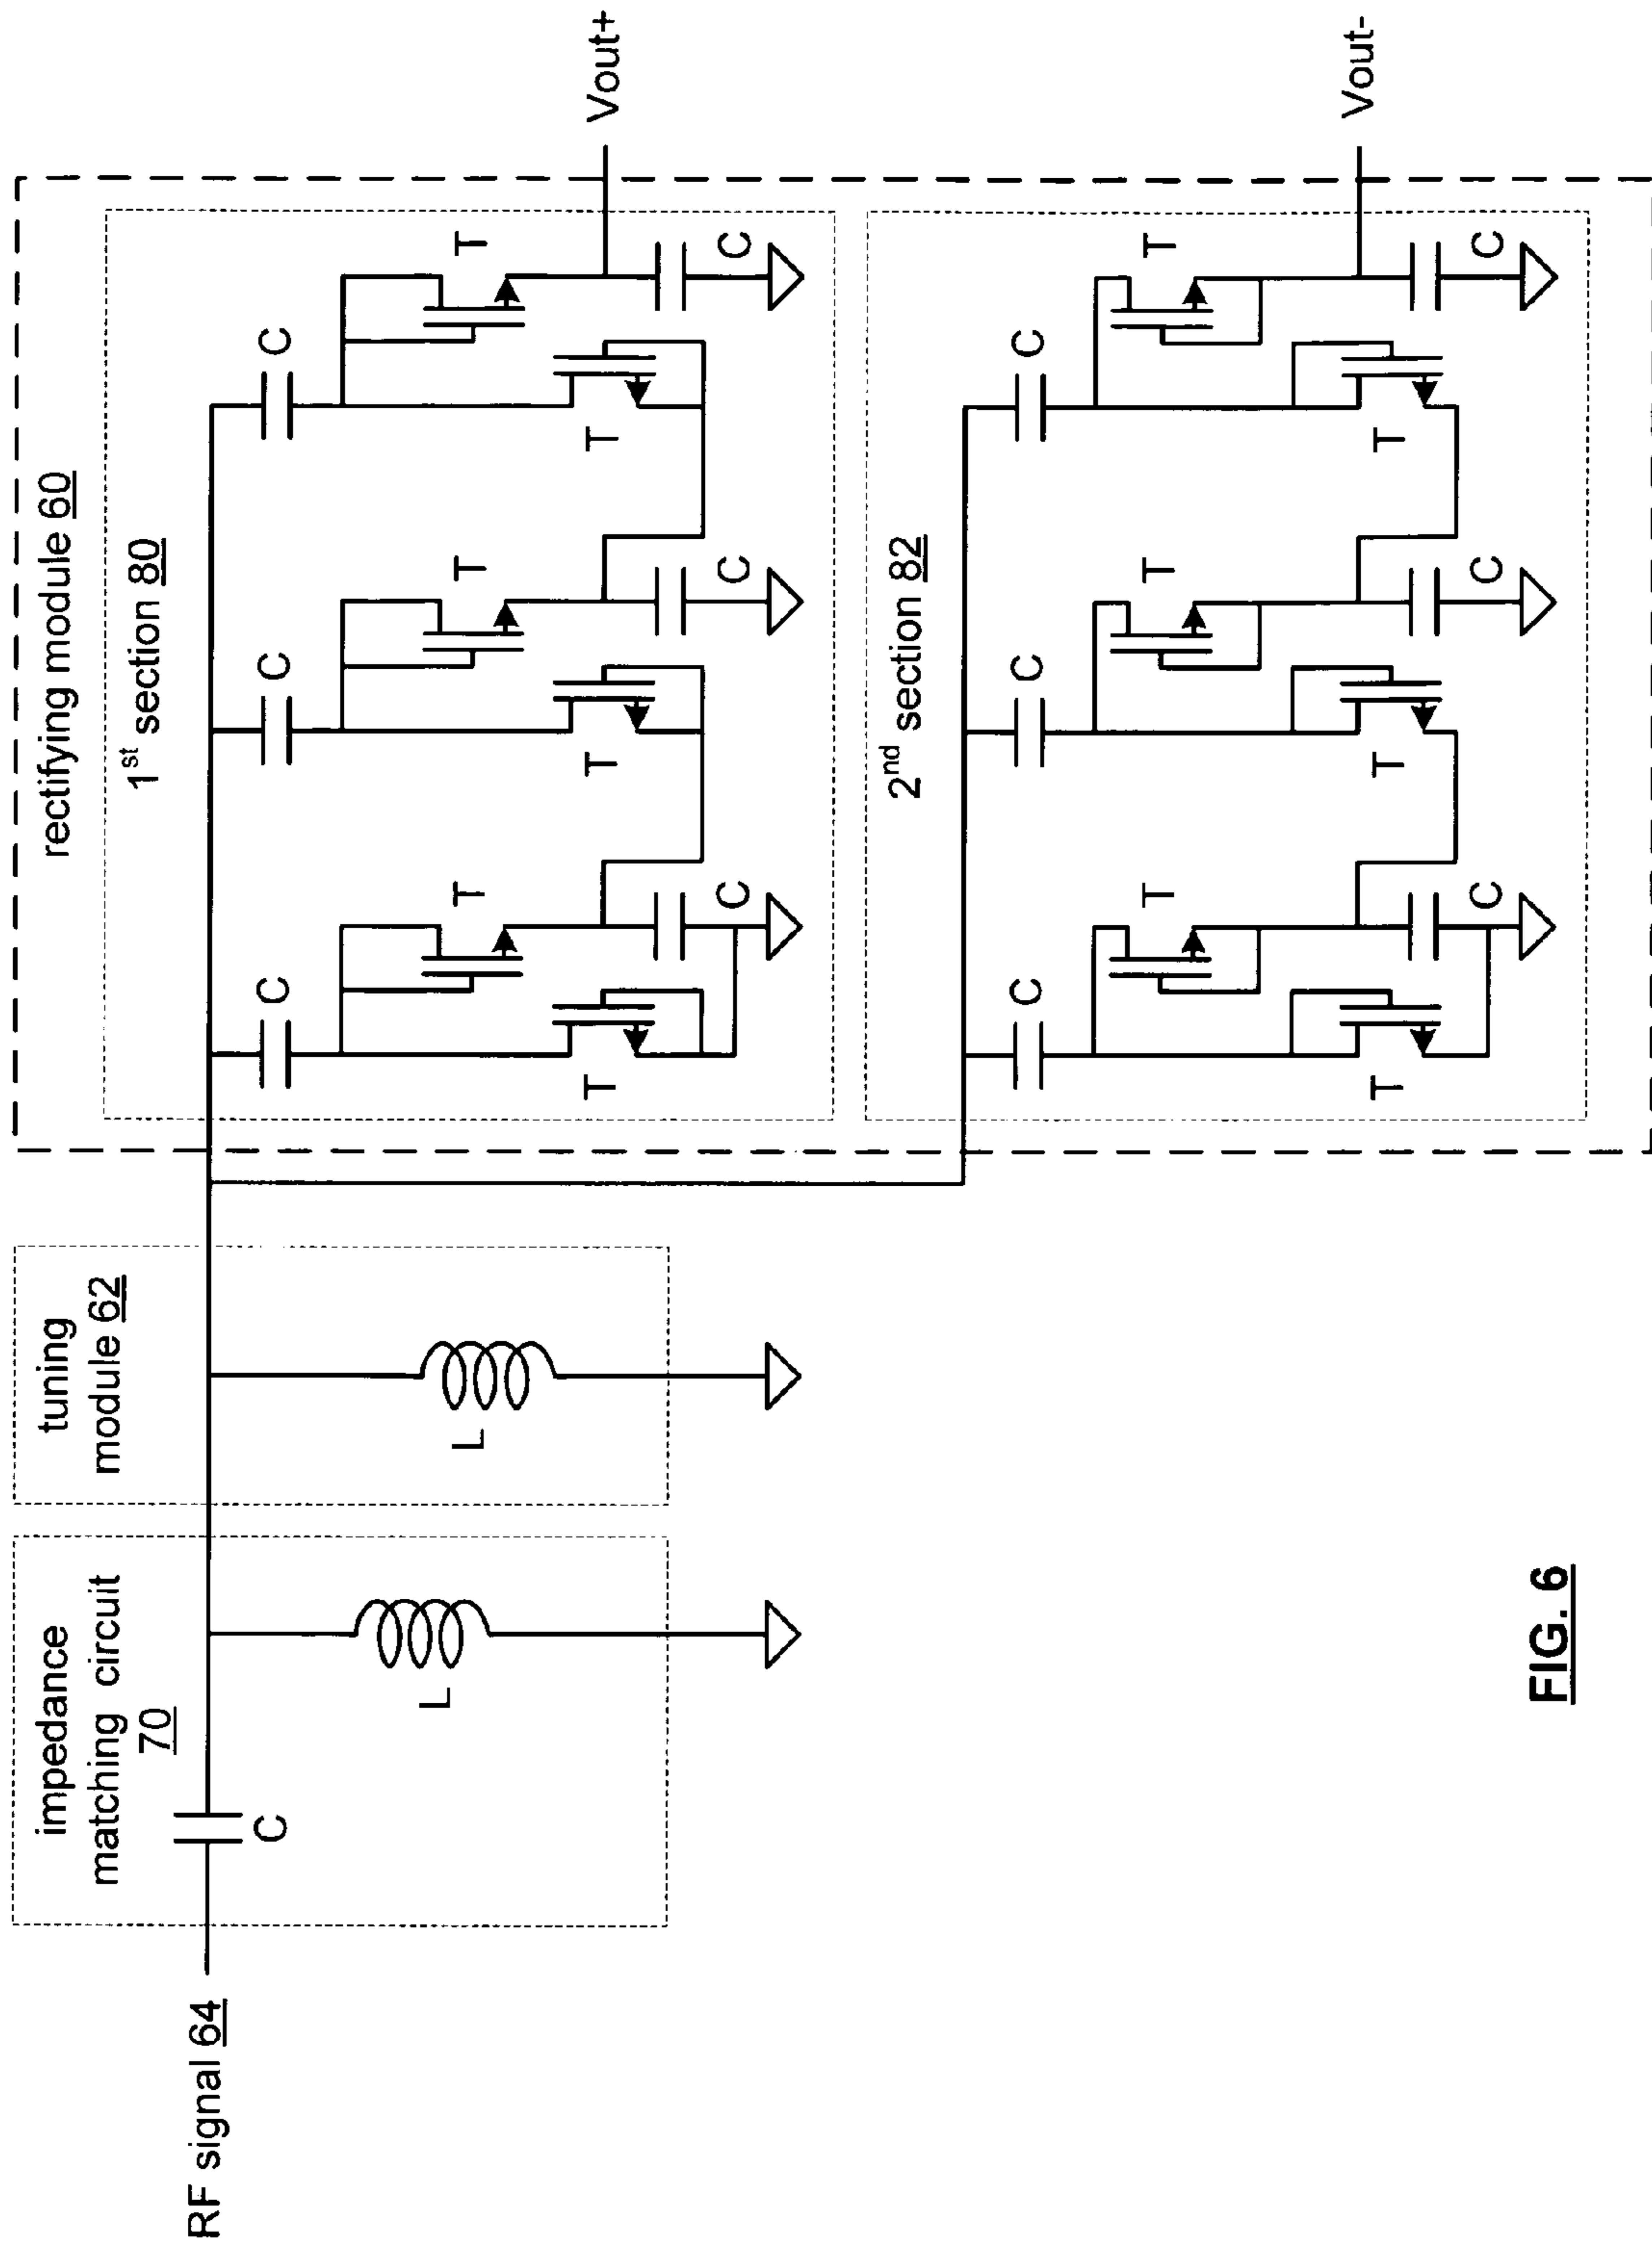 RF signal 64
impedance
matching circuit
70
C
L
tuning
module 62
L
rectifying module 60
1st section 80
C
C
C
T
T
T
T
T
T
C
C
C
Vout+
2nd section 82
C
C
C
T
T
T
T
T
T
C
C
C
Vout-
FIG. 6